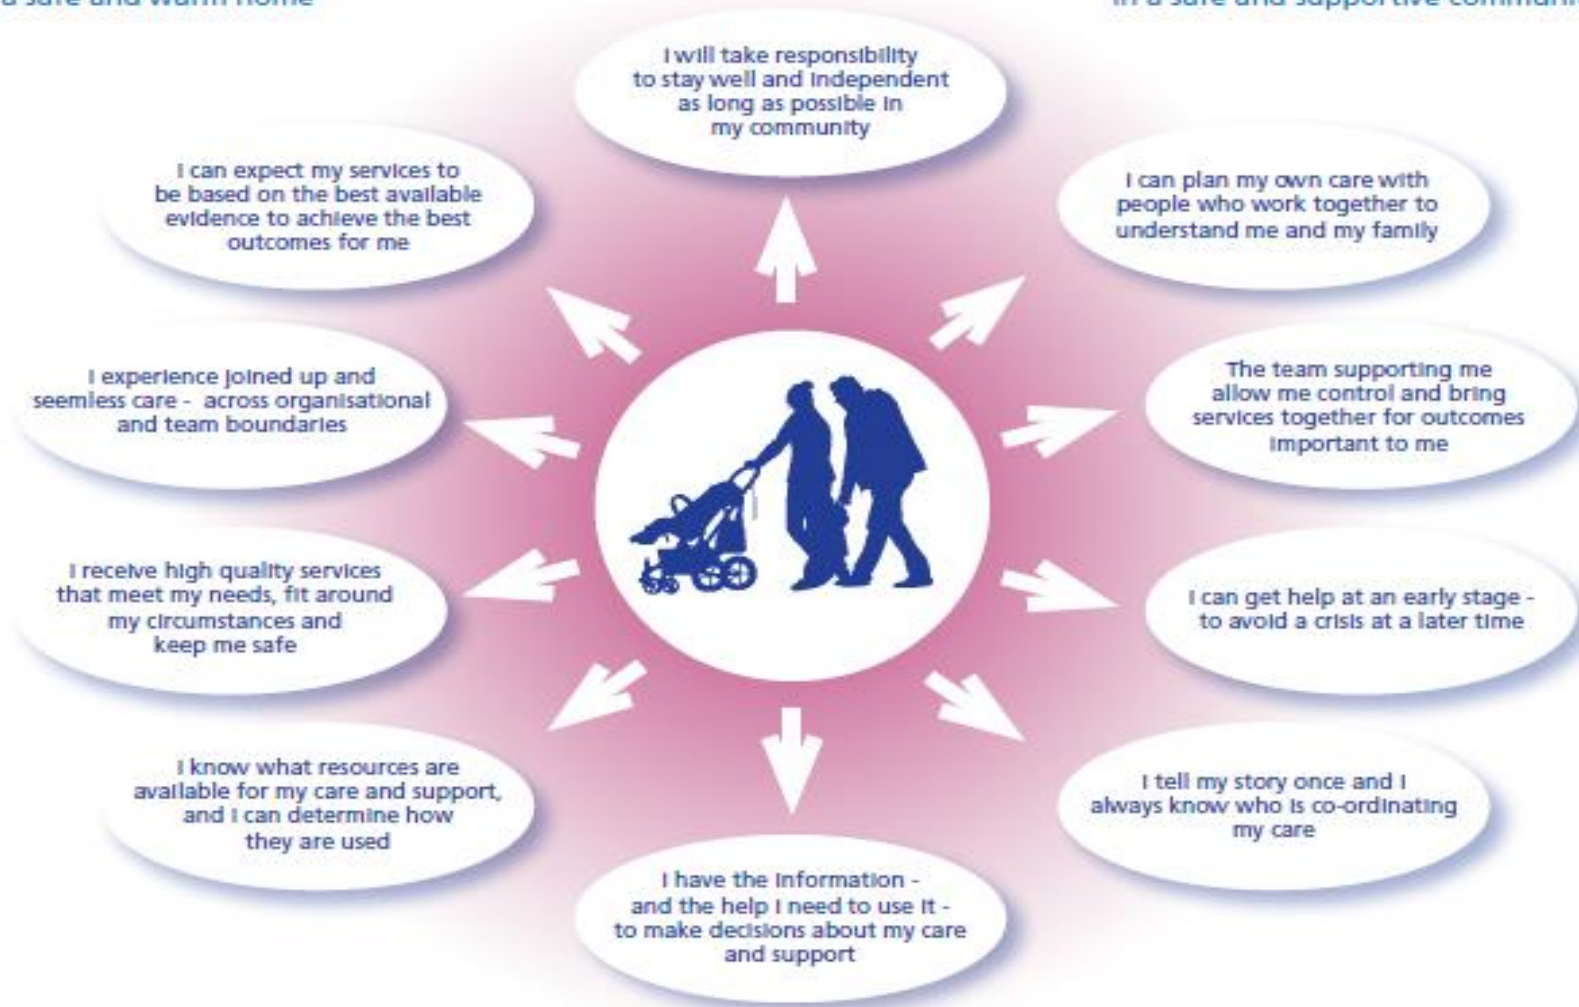 a safe and warm home
in a safe and supportive
I will take responsibility
to stay well and independent
as long as possible in
my community
I can plan my own care with
people who work together to
understand me and my family
The team supporting me
allow me control and bring
services together for outcomes
important to me
I can get help at an early stage -
to avoid a crisis at a later time
I tell my story once and I
always know who is co-ordinating
my care
I have the information -
and the help I need to use it -
to make decisions about my care
and support
I know what resources are
available for my care and support,
and I can determine how
they are used
I receive high quality services
that meet my needs, fit around
my circumstances and
keep me safe
I experience joined up and
seemless care - across organisational
and team boundaries
I can expect my services to
be based on the best available
evidence to achieve the best
outcomes for me